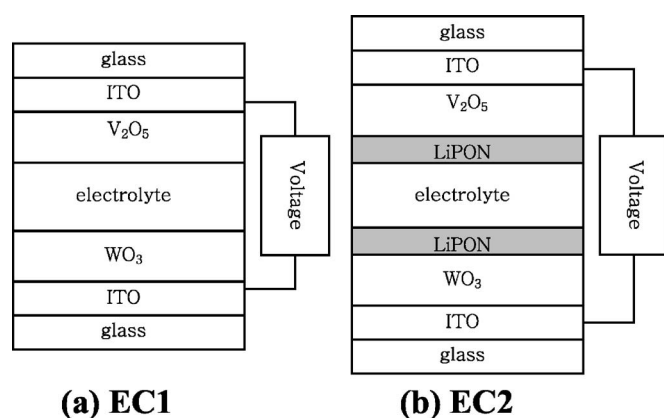 glass
ITO
V₂O₅
electrolyte
WO₃
ITO
glass
Voltage
(a) EC1
glass
ITO
V₂O₅
LiPON
electrolyte
LiPON
WO₃
ITO
glass
Voltage
(b) EC2